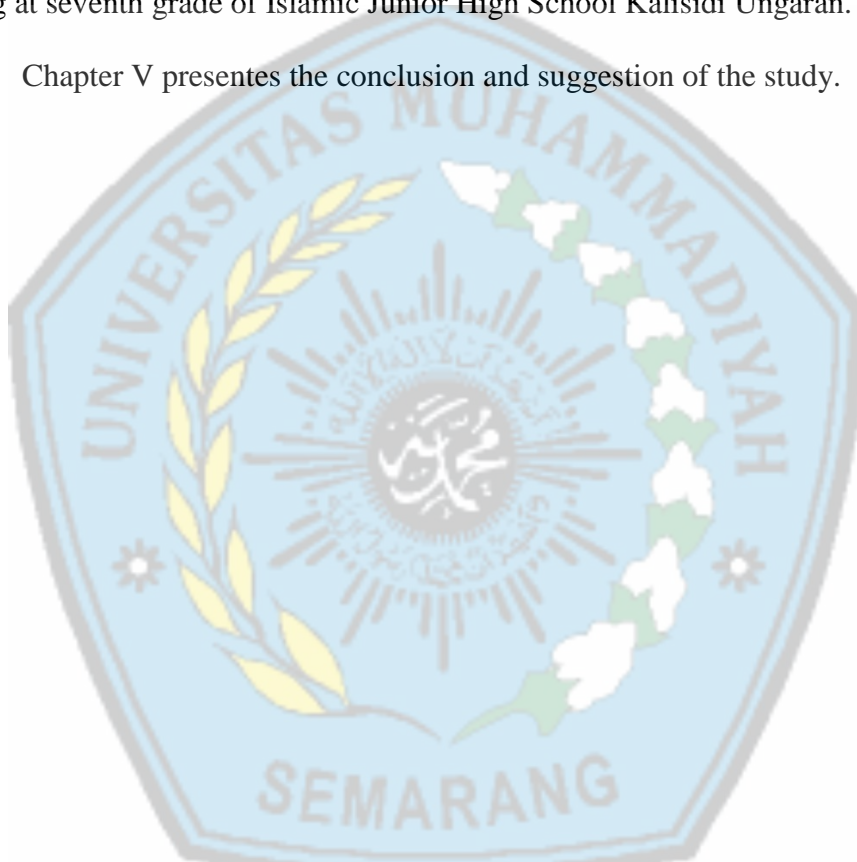 g at seventh grade of Islamic Junior High School Kalisidi Ungaran.
Chapter V presentes the conclusion and suggestion of the study.
UNIVERSITAS MUHAMMADIYAH
محمد
SEMARANG